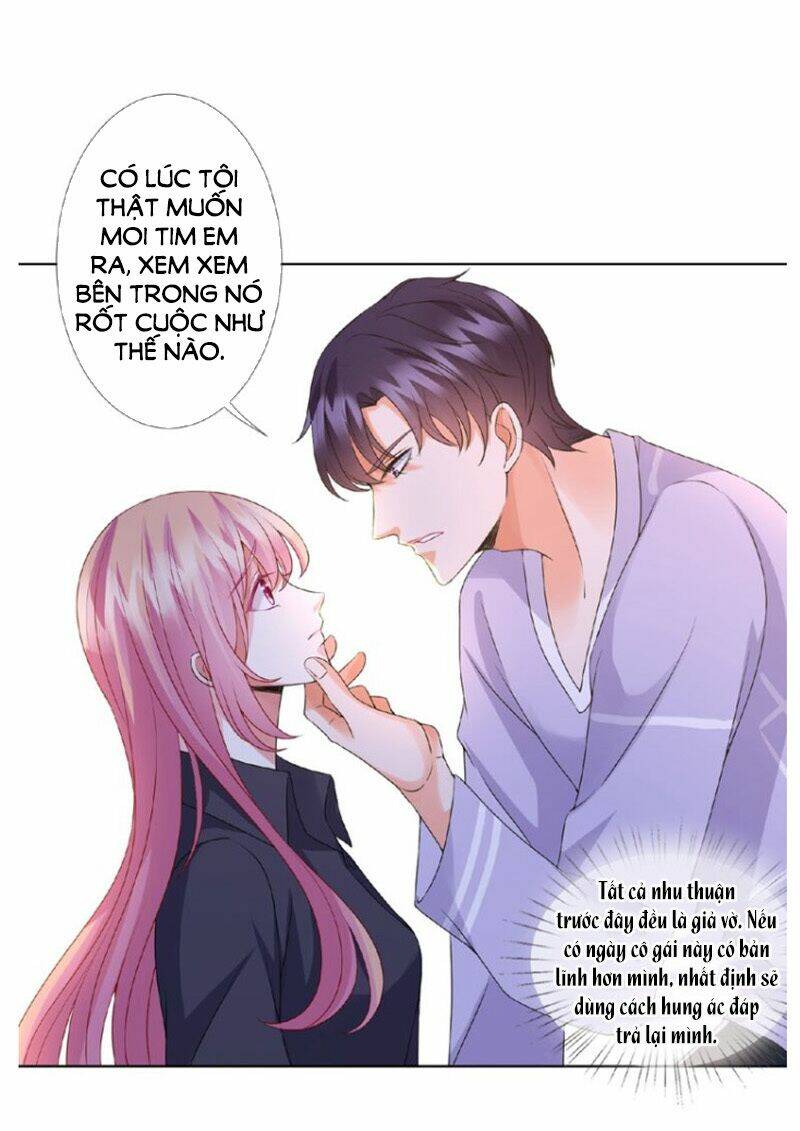 CÓ LÚC TÔI
THẬT MUỐN
MOI TIM EM
RA, XEM XEM
BÊN TRONG NÓ
RỐT CUỘC NHƯ
THẾ NÀO.
Tất cả nhu thuận
trước đây đều là giả vờ. Nếu
có ngày cô gái này có bản
lĩnh hơn mình, nhất định sẽ
dùng cách hung ác đáp
trả lại mình.